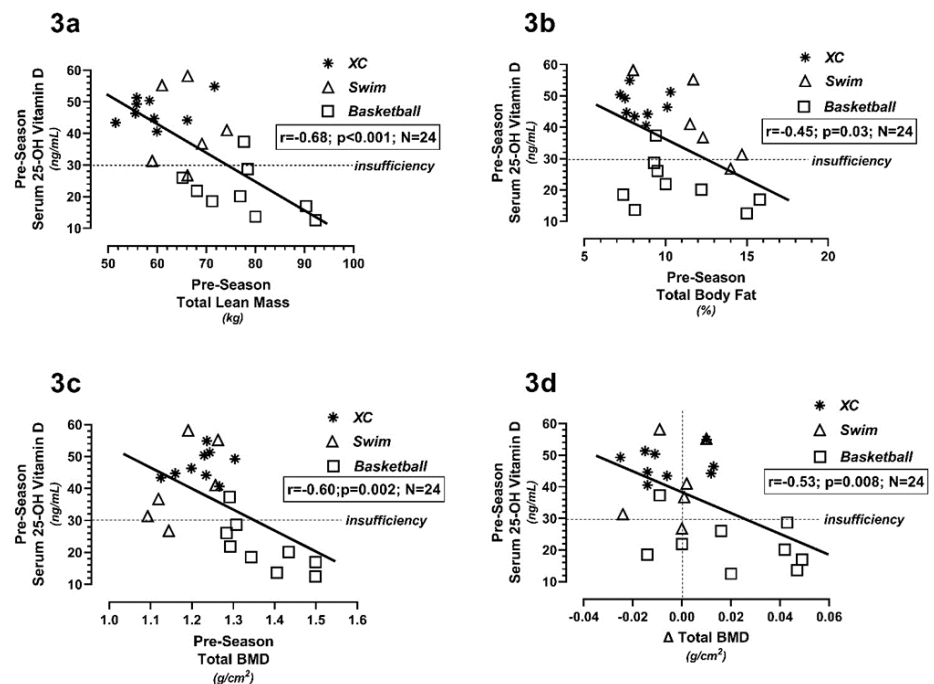 3a
Pre-Season
Serum 25-OH Vitamin D
(ng/mL)
60
50
40
30
20
10
XC
Swim
Basketball
r=-0.68; p<0.001; N=24
insufficiency
50 60 70 80 90 100
Pre-Season
Total Lean Mass
(kg)
3b
Pre-Season
Serum 25-OH Vitamin D
(ng/mL)
60
50
40
30
20
10
XC
Swim
Basketball
r=-0.45; p=0.03; N=24
insufficiency
5 10 15 20
Pre-Season
Total Body Fat
(%)
3c
Pre-Season
Serum 25-OH Vitamin D
(ng/mL)
60
50
40
30
20
10
XC
Swim
Basketball
r=-0.60;p=0.002; N=24
insufficiency
1.0 1.1 1.2 1.3 1.4 1.5 1.6
Pre-Season
Total BMD
(g/cm²)
3d
Pre-Season
Serum 25-OH Vitamin D
(ng/mL)
60
50
40
30
20
10
XC
Swim
Basketball
r=-0.53; p=0.008; N=24
insufficiency
-0.04 -0.02 0.00 0.02 0.04 0.06
Δ Total BMD
(g/cm²)